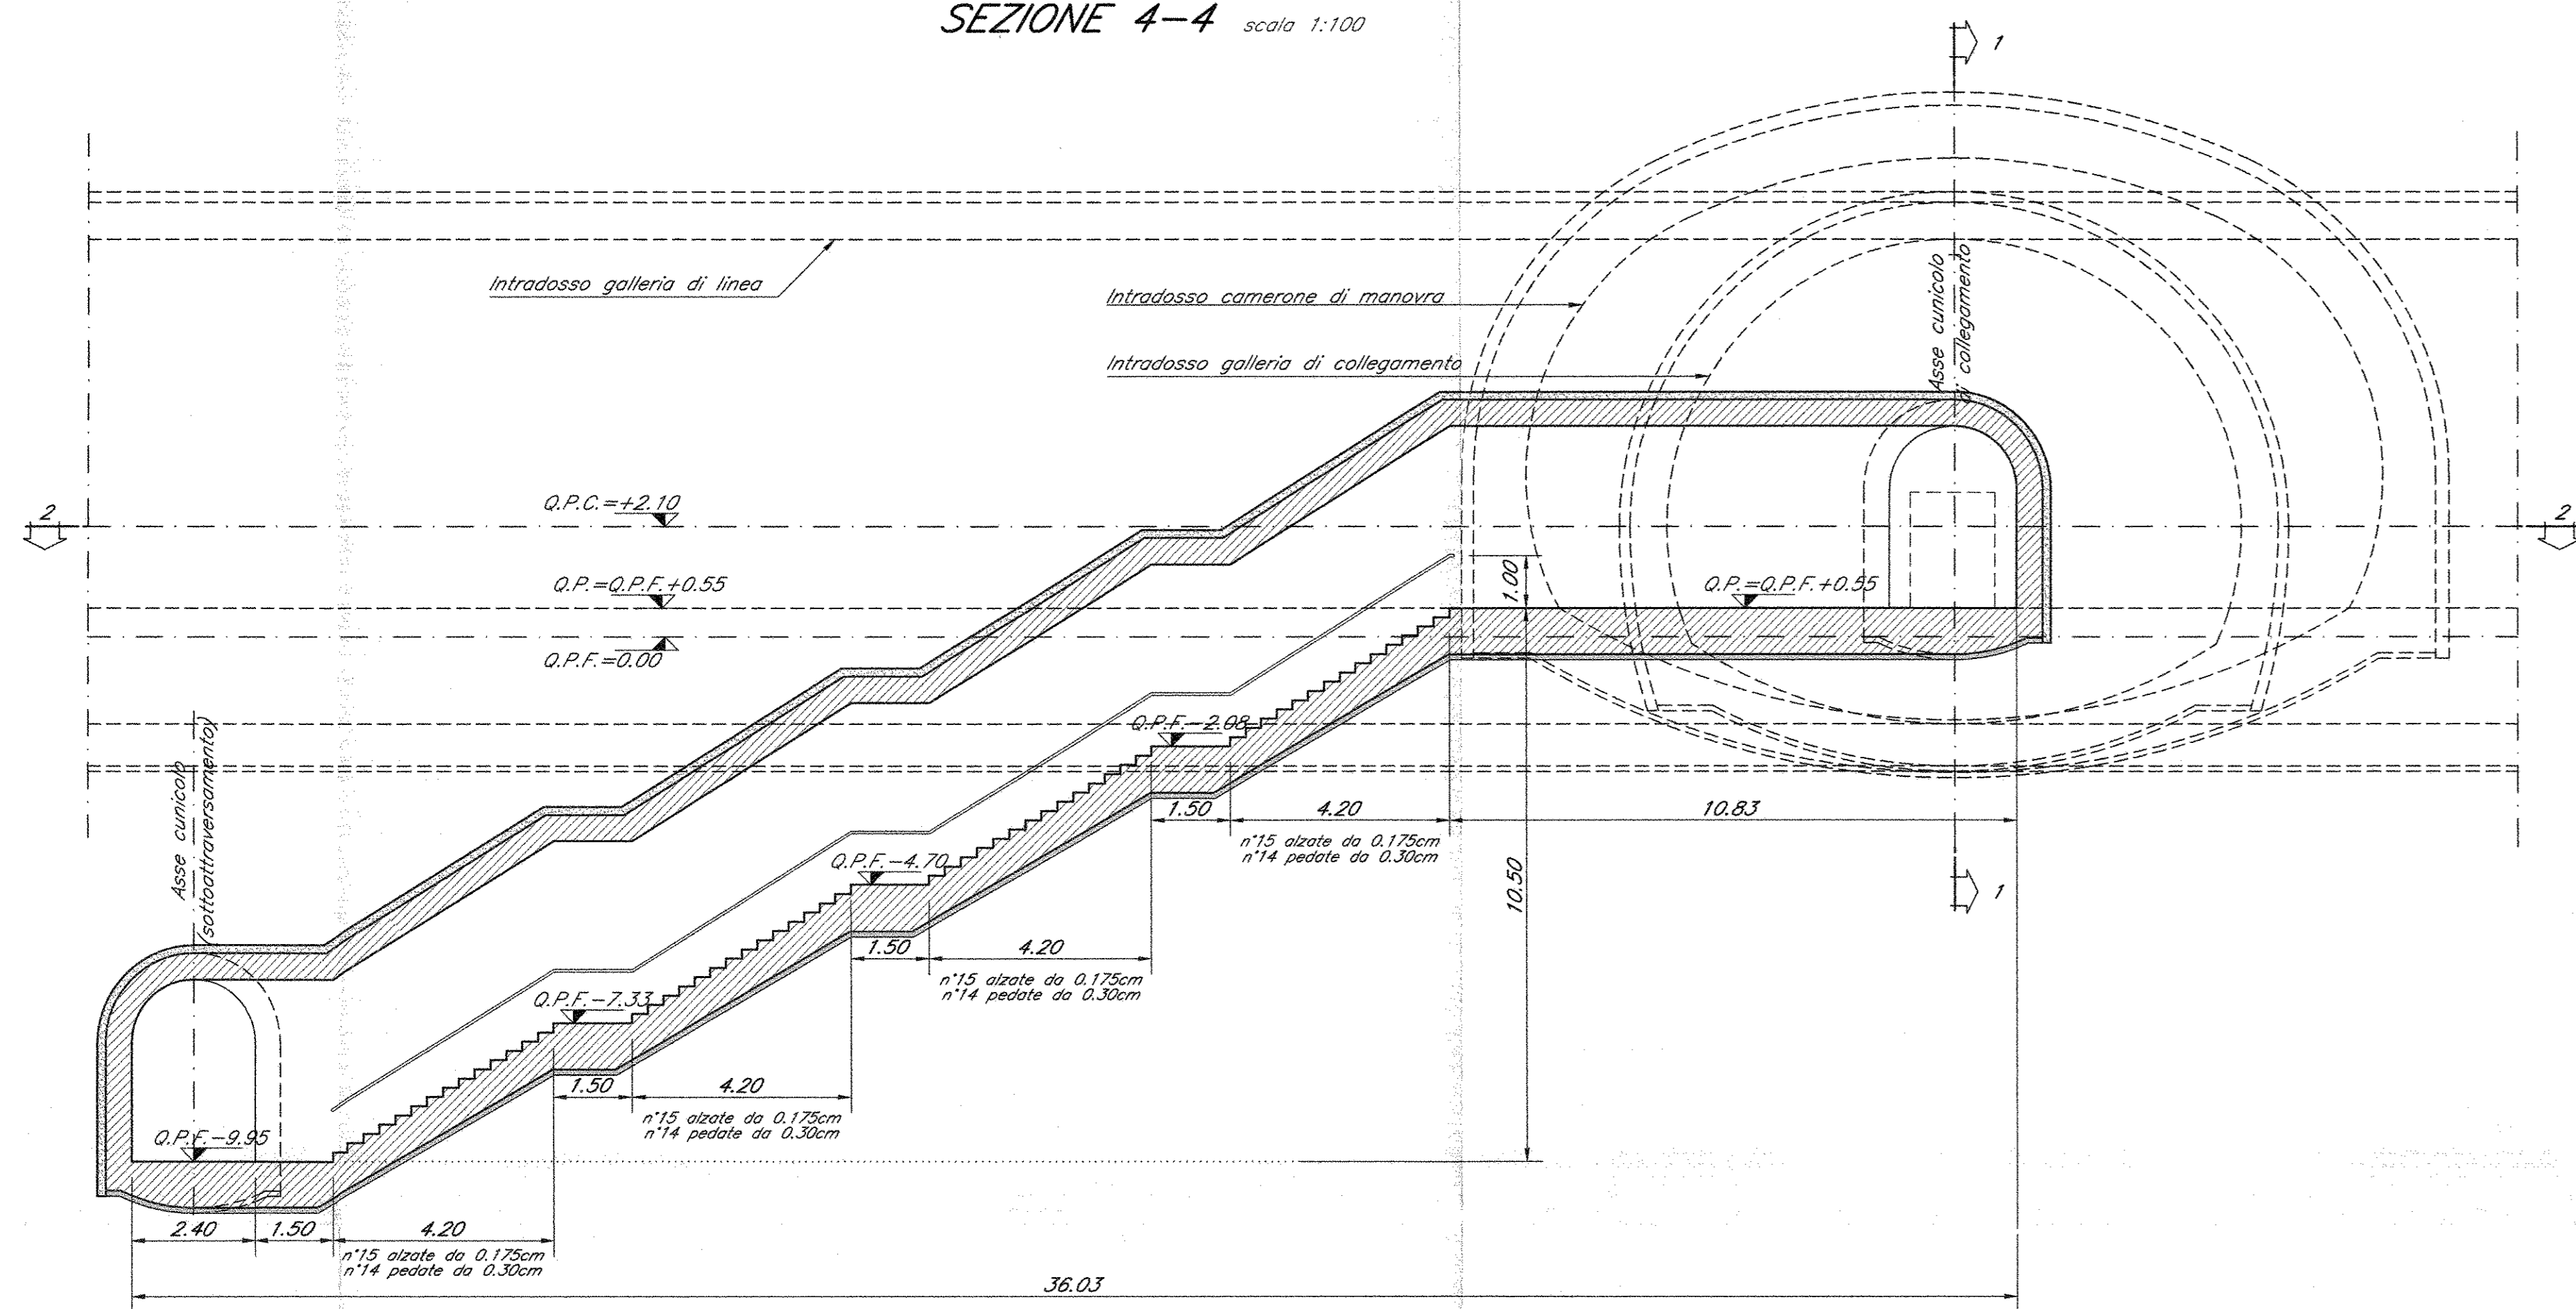 SEZIONE 4-4 scala 1:100
1
Intradosso galleria di linea
Intradosso camerone di manovra
Intradosso galleria di collegamento
Asse cunicolo
di collegamento
Q.P.C.=+2.10
2
2
Q.P.=Q.P.F.+0.55
Q.P.F.=0.00
1.00
Q.P.=Q.P.F.+0.55
Asse cunicolo
(sottoattraversamento)
Q.P.F.-2.08
1.50
4.20
10.83
n°15 alzate da 0.175cm
n°14 pedate da 0.30cm
Q.P.F.-4.70
10.50
1
1.50
4.20
n°15 alzate da 0.175cm
n°14 pedate da 0.30cm
Q.P.F.-7.33
1.50
4.20
n°15 alzate da 0.175cm
n°14 pedate da 0.30cm
Q.P.F.-9.95
2.40
1.50
4.20
n°15 alzate da 0.175cm
n°14 pedate da 0.30cm
36.03